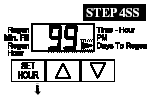 STEP 4SS
Regen
Min. Fill
Regen
Hour
99
Time - Hour
PM
Days To Regen
SET
HOUR